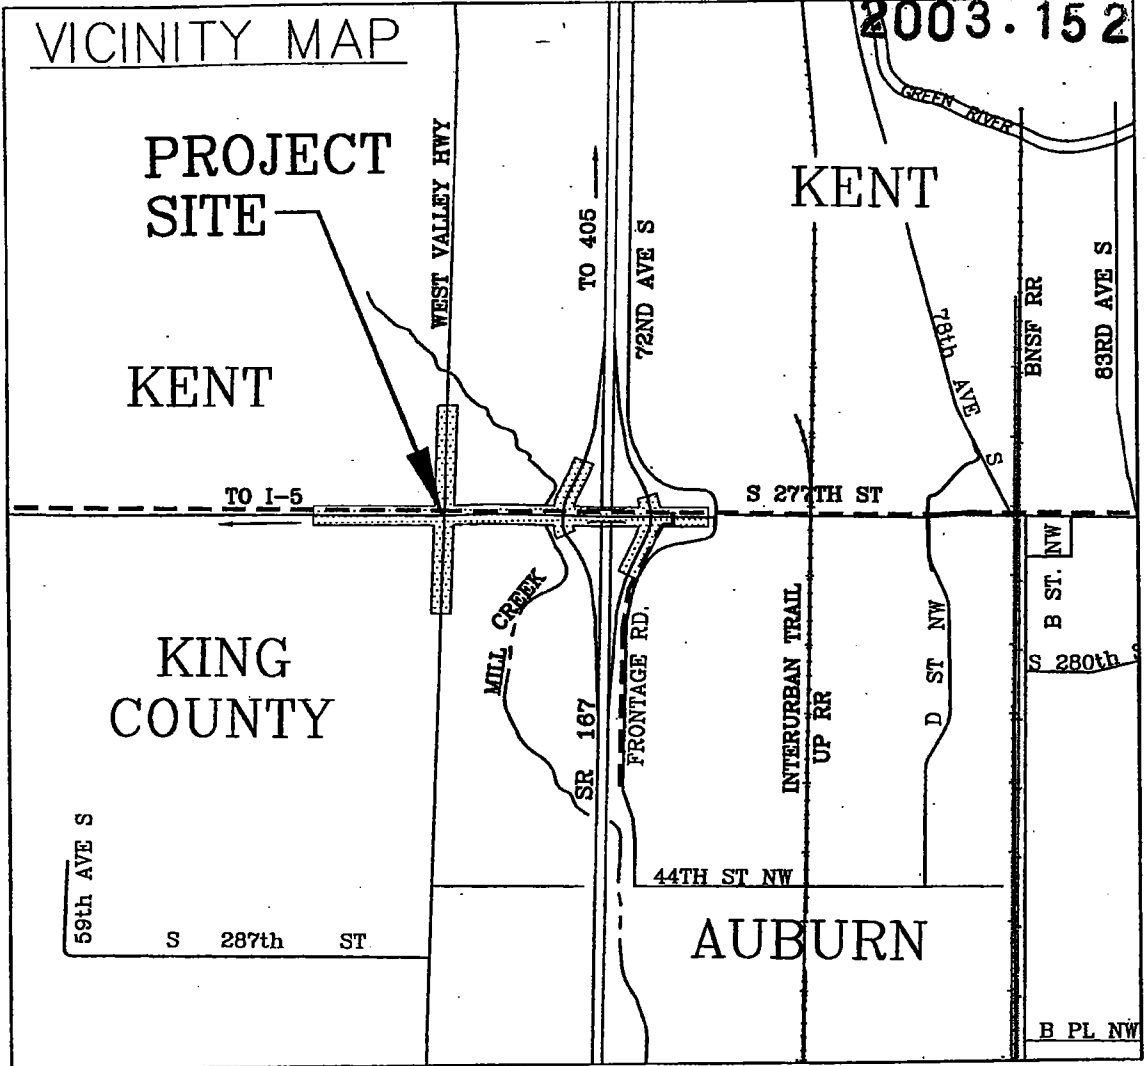 2003.152
VICINITY MAP
GREEN RIVER
PROJECT
SITE
WEST VALLEY HWY
KENT
TO 405
72ND AVE S
BNSF RR
83RD AVE S
78th AVE S
KENT
TO I-5
S 277TH ST
B ST. NW
MILL CREEK
FRONTAGE RD.
INTERURBAN TRAIL
UP RR
D ST NW
S 280th
KING
COUNTY
SR 167
59th AVE S
44TH ST NW
S 287th ST
AUBURN
B PL NW